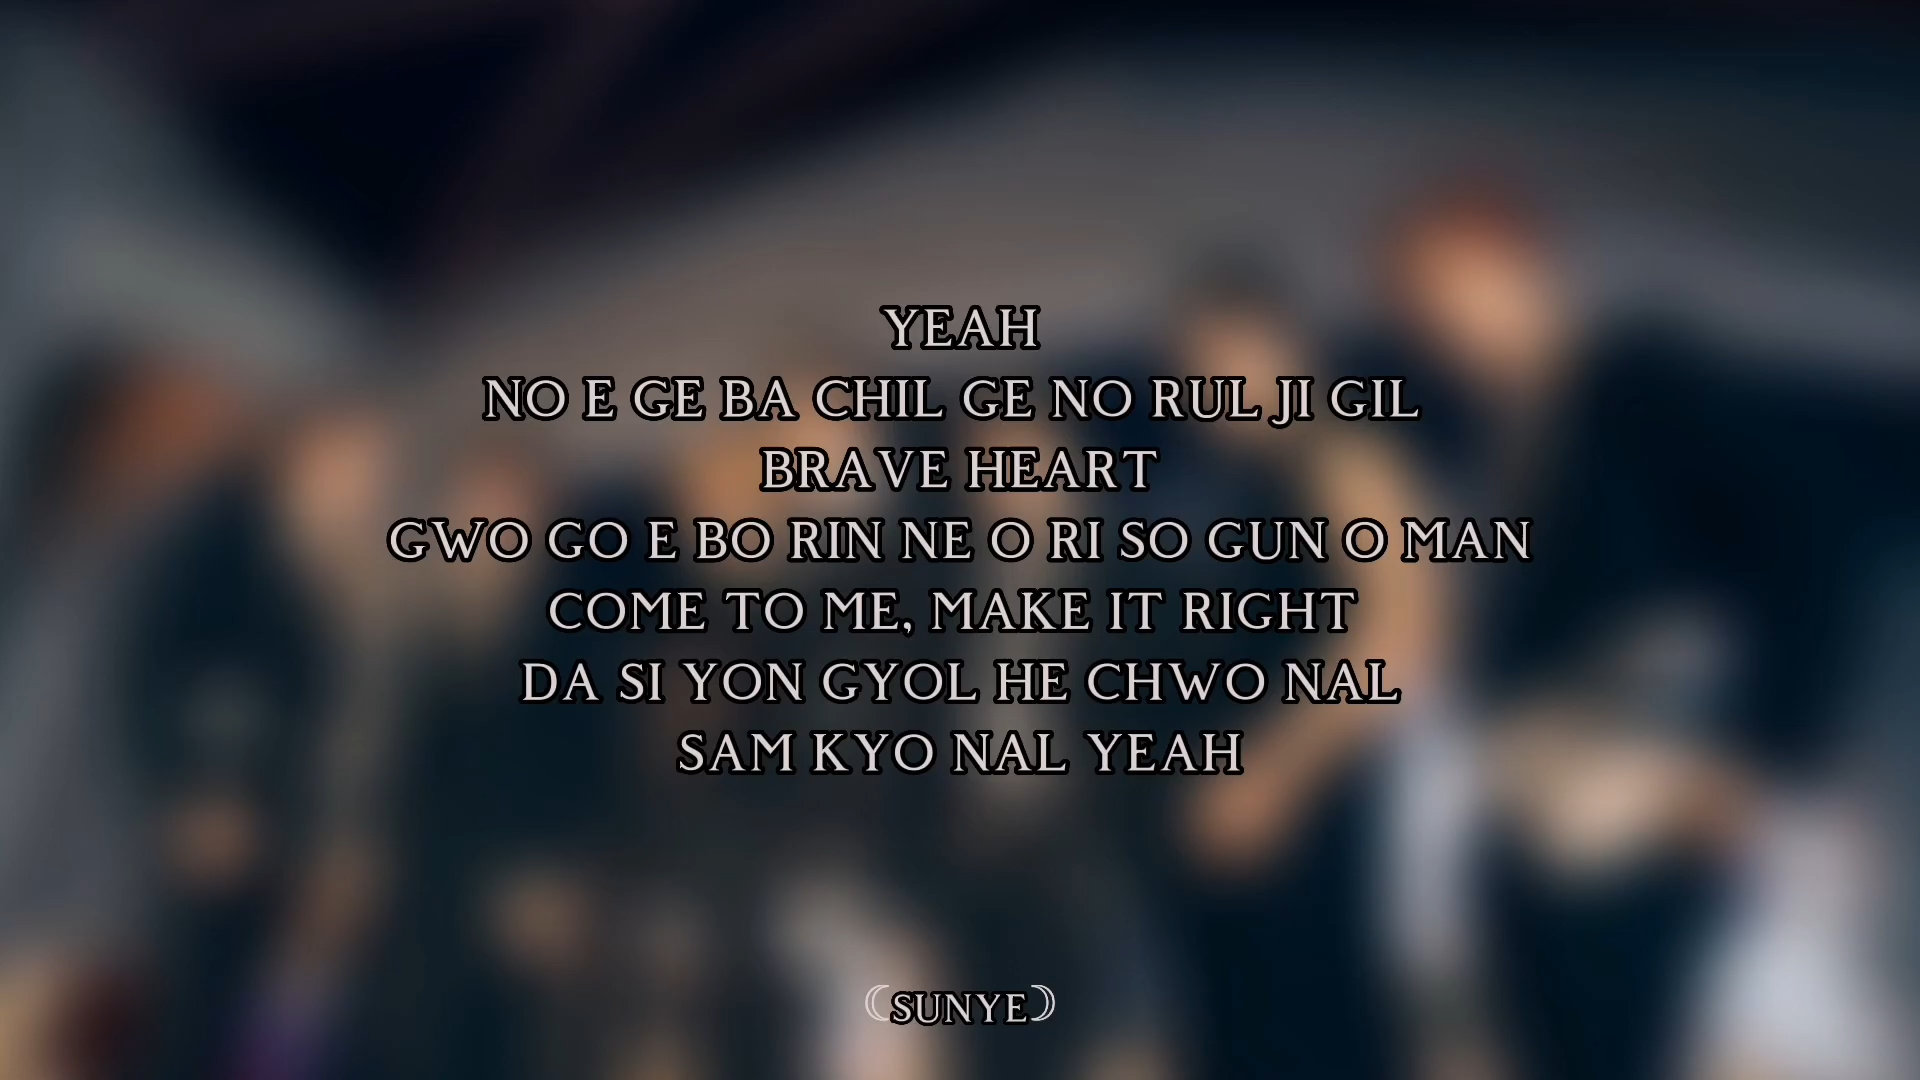 YEAH
NO E GE BA CHIL GE NO RUL JI GIL
BRAVE HEART
GWO GO E BO RIN NE O RI SO GUN O MAN
COME TO ME, MAKE IT RIGHT
DA SI YON GYOL HE CHWO NAL
SAM KYO NAL YEAH
☾SUNYE☽